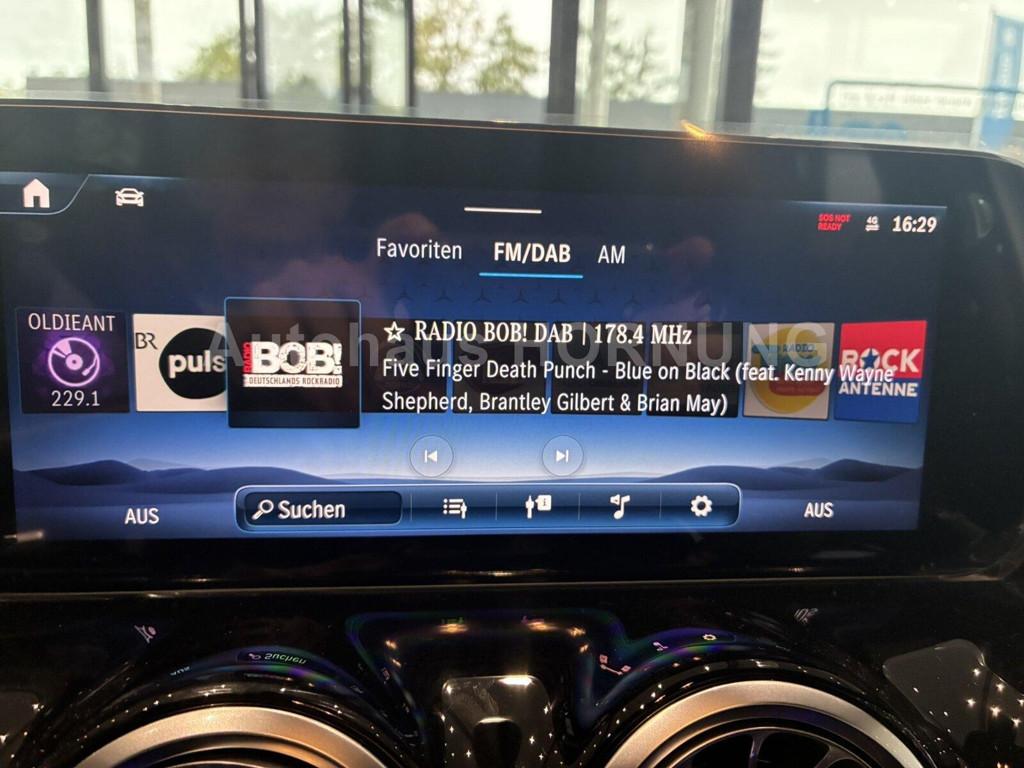 SOS NOT
READY
4G
16:29
Favoriten
FM/DAB
AM
OLDIEANT
229.1
BR
puls
RADIO
BOB!
DEUTSCHLANDS ROCKRADIO
☆ RADIO BOB! DAB | 178.4 MHz
Five Finger Death Punch - Blue on Black (feat. Kenny Wayne
Shepherd, Brantley Gilbert & Brian May)
RADIO
ROCK
ANTENNE
Autohaus HORNUNG
AUS
Suchen
AUS